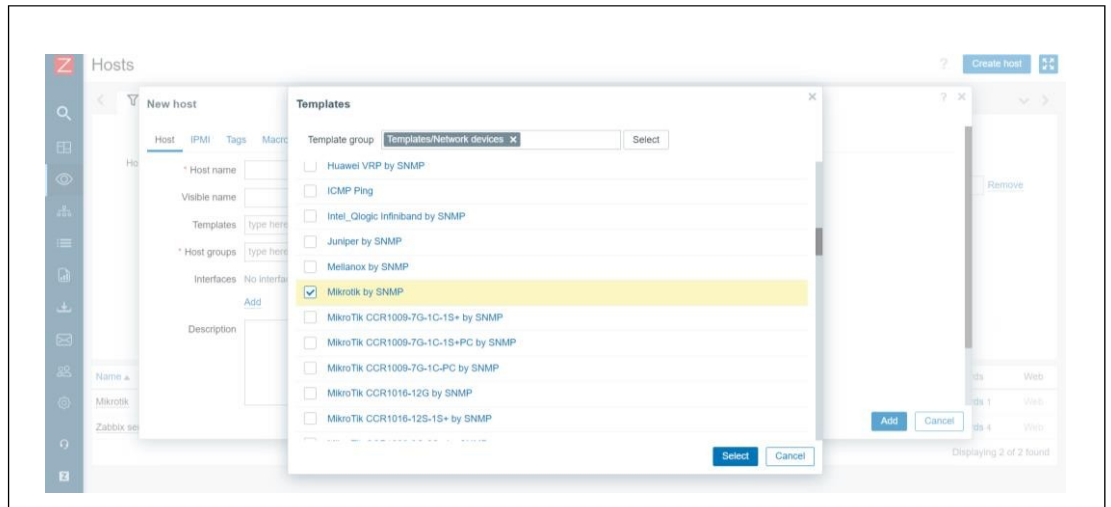 Z Hosts ? Create host
New host ? ×
Templates ×
Host IPMI Tags Macro
Template group Templates/Network devices × Select
* Host name
Visible name
Templates type here
* Host groups type here
Interfaces No interfac
Add
Description
Huawei VRP by SNMP
ICMP Ping
Intel_Qlogic Infiniband by SNMP
Juniper by SNMP
Mellanox by SNMP
Mikrotik by SNMP
MikroTik CCR1009-7G-1C-1S+ by SNMP
MikroTik CCR1009-7G-1C-1S+PC by SNMP
MikroTik CCR1009-7G-1C-PC by SNMP
MikroTik CCR1016-12G by SNMP
MikroTik CCR1016-12S-1S+ by SNMP
Select Cancel
Add Cancel
Remove
Name Web
Mikrotik 1 Web
Zabbix se 4 Web
Displaying 2 of 2 found